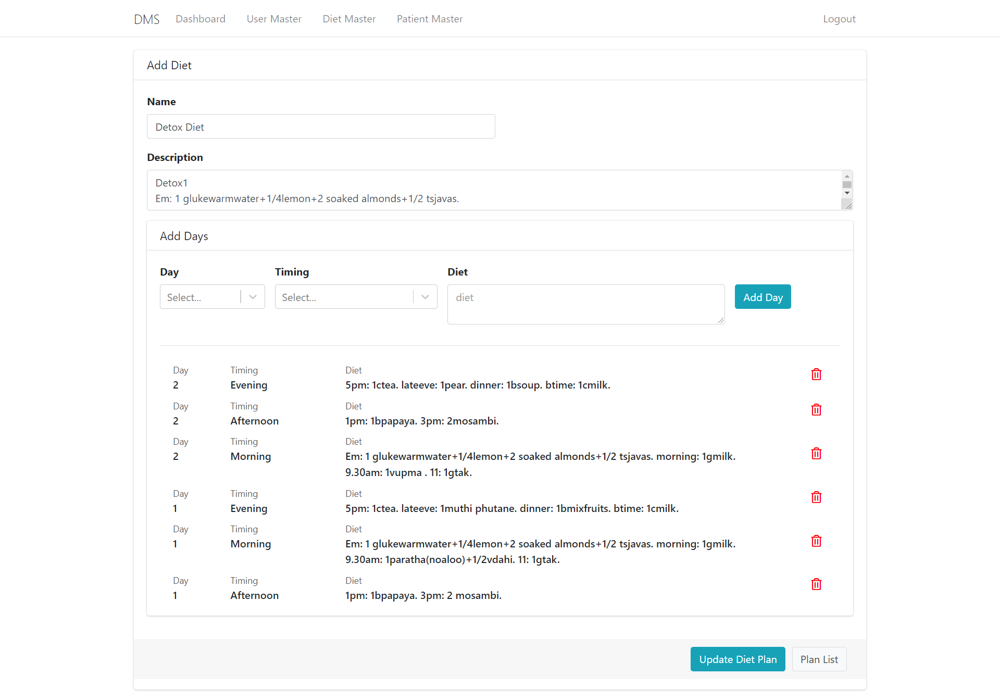 DMS Dashboard User Master Diet Master Patient Master Logout
Add Diet
Name
Detox Diet
Description
Detox1
Em: 1 glukewarmwater+1/4lemon+2 soaked almonds+1/2 tsjavas.
Add Days
Day Timing Diet
Select... Select... diet Add Day
Day Timing Diet
2 Evening 5pm: 1ctea. lateeve: 1pear. dinner: 1bsoup. btime: 1cmilk.
Day Timing Diet
2 Afternoon 1pm: 1bpapaya. 3pm: 2mosambi.
Day Timing Diet
2 Morning Em: 1 glukewarmwater+1/4lemon+2 soaked almonds+1/2 tsjavas. morning: 1gmilk.
9.30am: 1vupma . 11: 1gtak.
Day Timing Diet
1 Evening 5pm: 1ctea. lateeve: 1muthi phutane. dinner: 1bmixfruits. btime: 1cmilk.
Day Timing Diet
1 Morning Em: 1 glukewarmwater+1/4lemon+2 soaked almonds+1/2 tsjavas. morning: 1gmilk.
9.30am: 1paratha(noaloo)+1/2vdahi. 11: 1gtak.
Day Timing Diet
1 Afternoon 1pm: 1bpapaya. 3pm: 2 mosambi.
Update Diet Plan Plan List